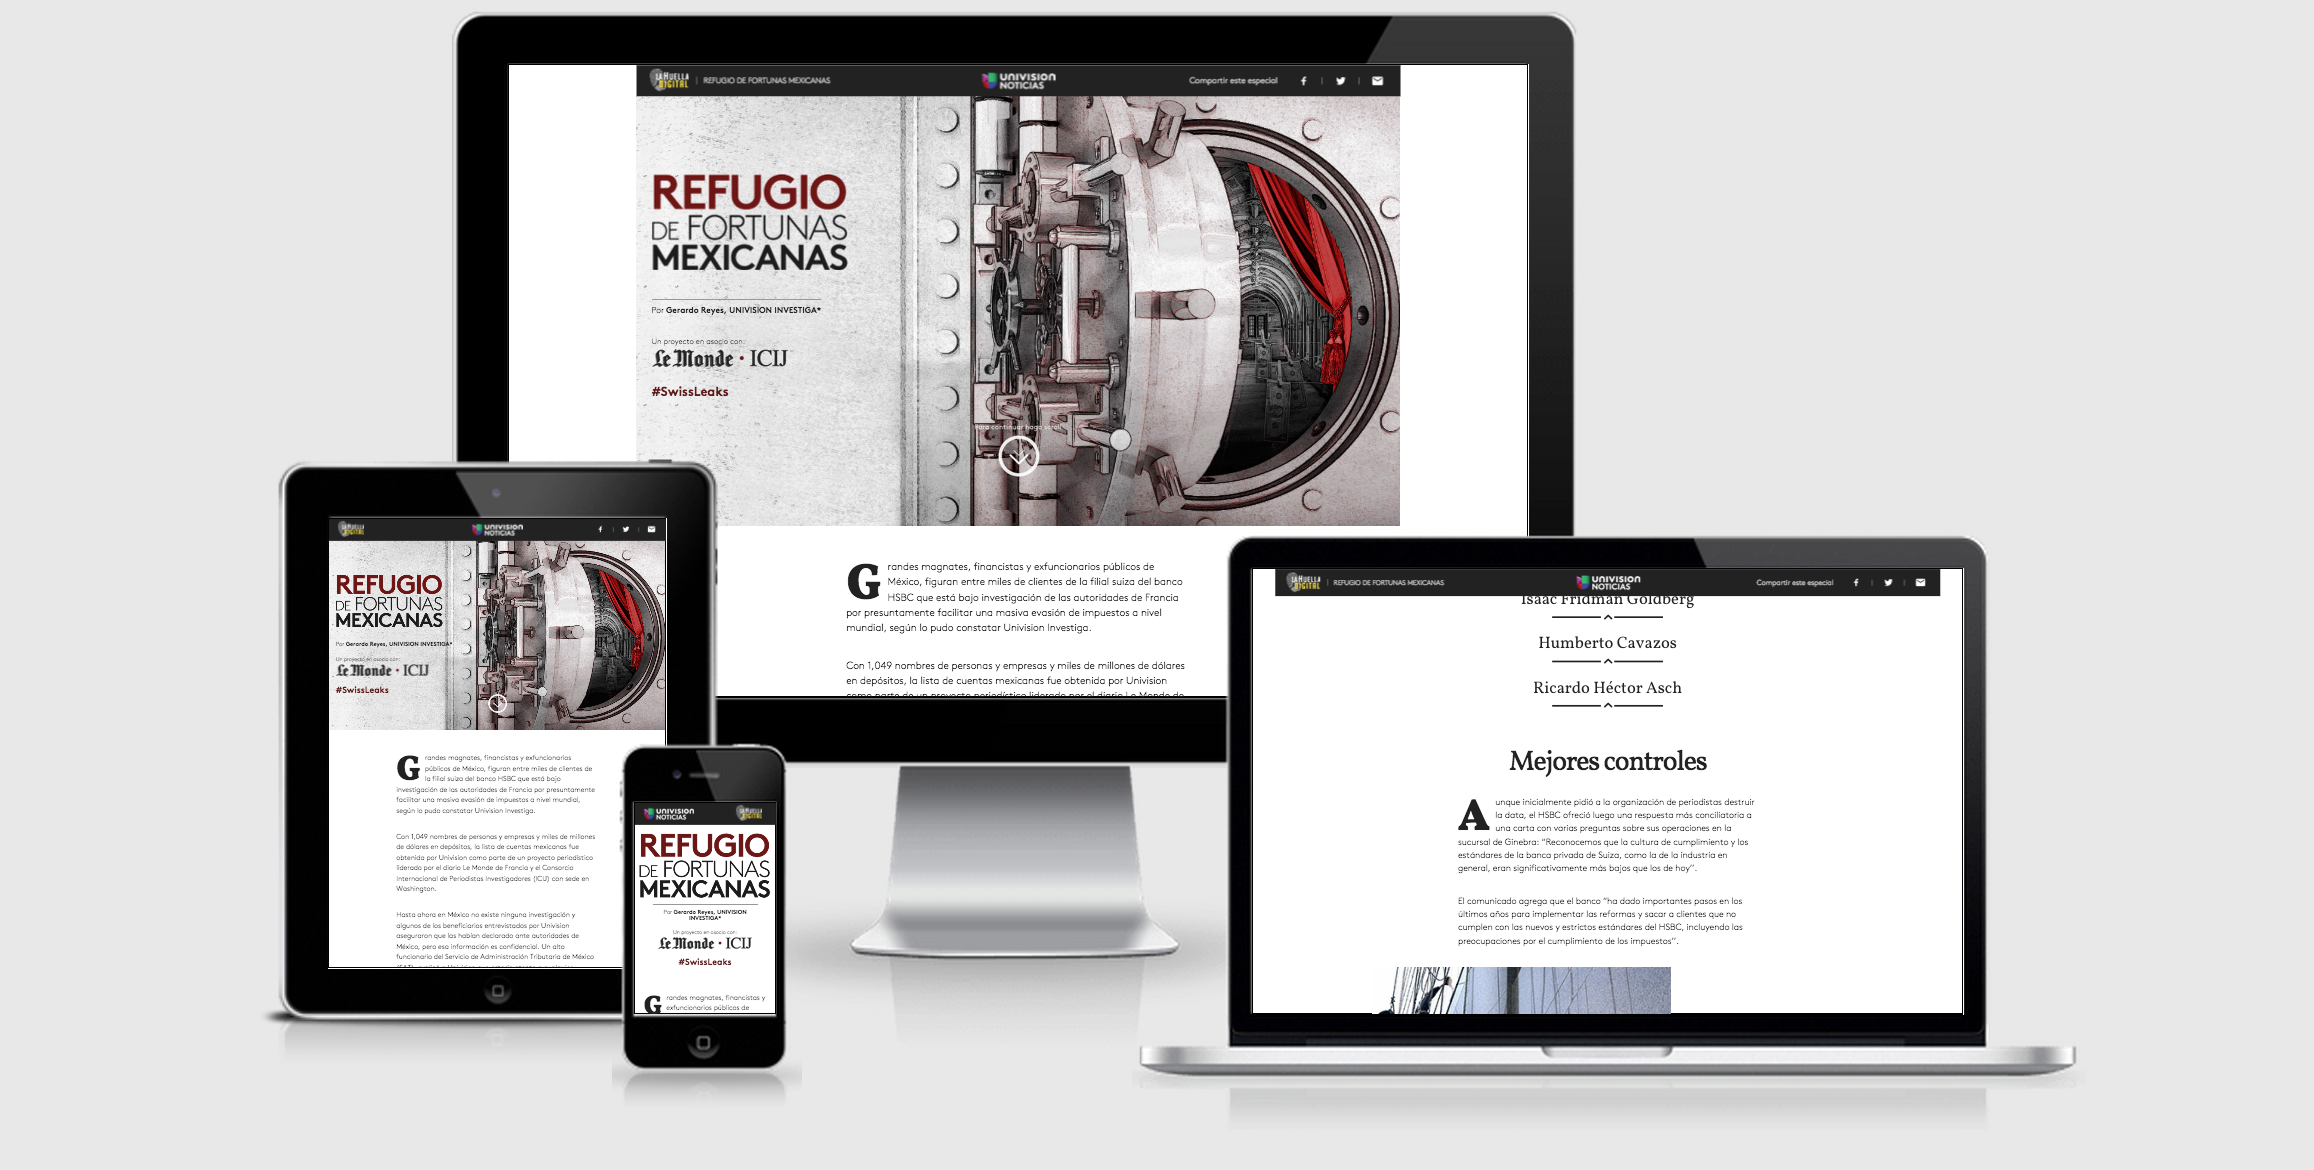 LA HUELLA
DIGITAL
REFUGIO DE FORTUNAS MEXICANAS
UNIVISION
NOTICIAS
Compartir este especial
REFUGIO
DE FORTUNAS
MEXICANAS
Por Gerardo Reyes, UNIVISION INVESTIGA*
Un proyecto en asocio con:
Le Monde • ICIJ
#SwissLeaks
Para continuar haga scroll
Grandes magnates, financistas y exfuncionarios públicos de
México, figuran entre miles de clientes de la filial suiza del banco
HSBC que está bajo investigación de las autoridades de Francia
por presuntamente facilitar una masiva evasión de impuestos a nivel
mundial, según lo pudo constatar Univision Investiga.
Con 1,049 nombres de personas y empresas y miles de millones de dólares
en depósitos, la lista de cuentas mexicanas fue obtenida por Univision
como parte de un proyecto periodístico liderado por el diario Le Monde de
LA HUELLA
DIGITAL
UNIVISION
NOTICIAS
REFUGIO
DE FORTUNAS
MEXICANAS
Por Gerardo Reyes, UNIVISION INVESTIGA*
Un proyecto en asocio con:
Le Monde • ICIJ
#SwissLeaks
Grandes magnates, financistas y exfuncionarios
públicos de México, figuran entre miles de clientes de
la filial suiza del banco HSBC que está bajo
investigación de las autoridades de Francia por presuntamente
facilitar una masiva evasión de impuestos a nivel mundial,
según lo pudo constatar Univision Investiga.
Con 1,049 nombres de personas y empresas y miles de millones
de dólares en depósitos, la lista de cuentas mexicanas fue
obtenida por Univision como parte de un proyecto periodístico
liderado por el diario Le Monde de Francia y el Consorcio
Internacional de Periodistas Investigadores (ICIJ) con sede en
Washington.
Hasta ahora en México no existe ninguna investigación y
algunos de los beneficiarios entrevistados por Univision
aseguraron que las habían declarado ante autoridades de
México, pero esa información es confidencial. Un alto
funcionario del Servicio de Administración Tributaria de México
UNIVISION
NOTICIAS
LA HUELLA
DIGITAL
REFUGIO
DE FORTUNAS
MEXICANAS
Por Gerardo Reyes, UNIVISION
INVESTIGA*
Un proyecto en asocio con:
Le Monde • ICIJ
#SwissLeaks
Grandes magnates, financistas y
exfuncionarios públicos de
LA HUELLA
DIGITAL
REFUGIO DE FORTUNAS MEXICANAS
UNIVISION
NOTICIAS
Compartir este especial
Isaac Fridman Goldberg
Humberto Cavazos
Ricardo Héctor Asch
Mejores controles
Aunque inicialmente pidió a la organización de periodistas destruir
la data, el HSBC ofreció luego una respuesta más conciliatoria a
una carta con varias preguntas sobre sus operaciones en la
sucursal de Ginebra: “Reconocemos que la cultura de cumplimiento y los
estándares de la banca privada de Suiza, como la de la industria en
general, eran significativamente más bajos que los de hoy”.
El comunicado agrega que el banco “ha dado importantes pasos en los
últimos años para implementar las reformas y sacar a clientes que no
cumplen con las nuevos y estrictos estándares del HSBC, incluyendo las
preocupaciones por el cumplimiento de los impuestos”.